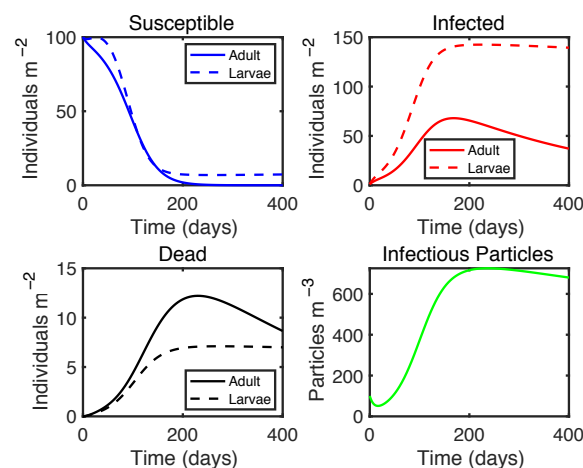 Susceptible
Individuals m⁻²
100
50
0
Adult
Larvae
0 200 400
Time (days)
Infected
Individuals m⁻²
150
100
50
0
Adult
Larvae
0 200 400
Time (days)
Dead
Individuals m⁻²
15
10
5
0
Adult
Larvae
0 200 400
Time (days)
Infectious Particles
Particles m⁻³
600
400
200
0
0 200 400
Time (days)